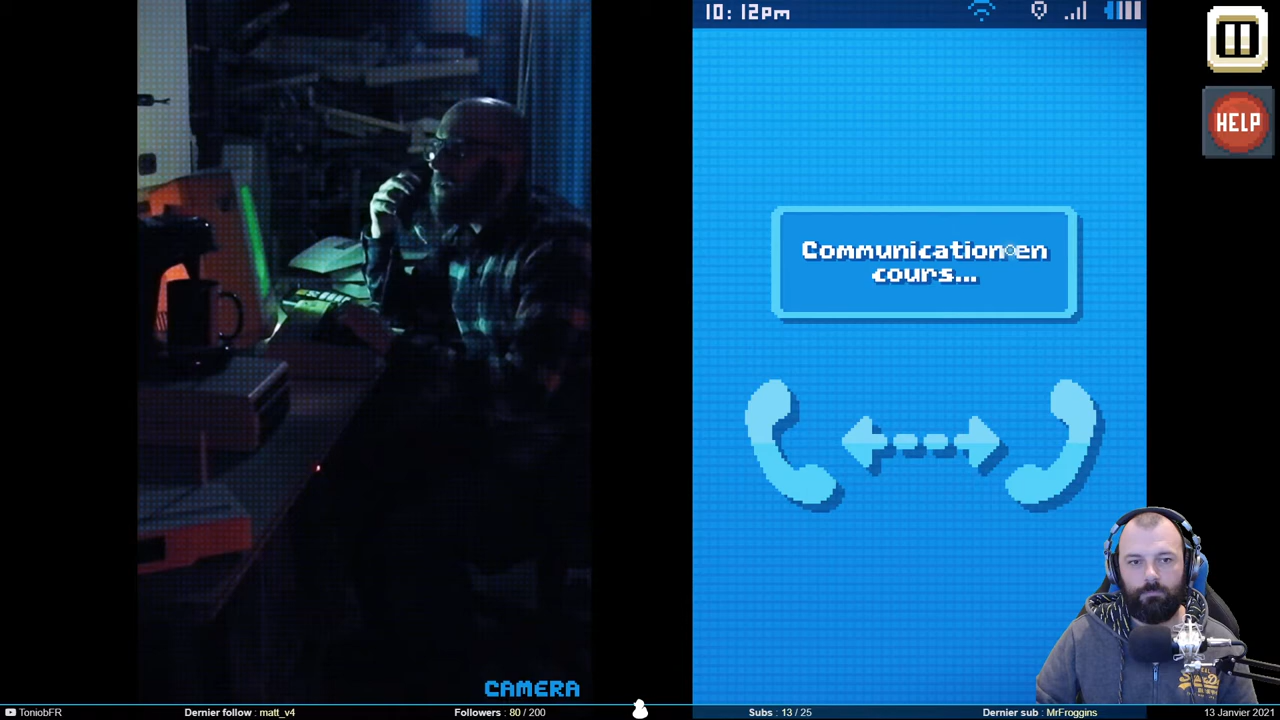 10:12pm
HELP
Communication en
cours...
CAMERA
ToniobFR
Dernier follow : matt_v4
Followers : 80 / 200
Subs : 13 / 25
Dernier sub : MrFroggins
13 Janvier 2021